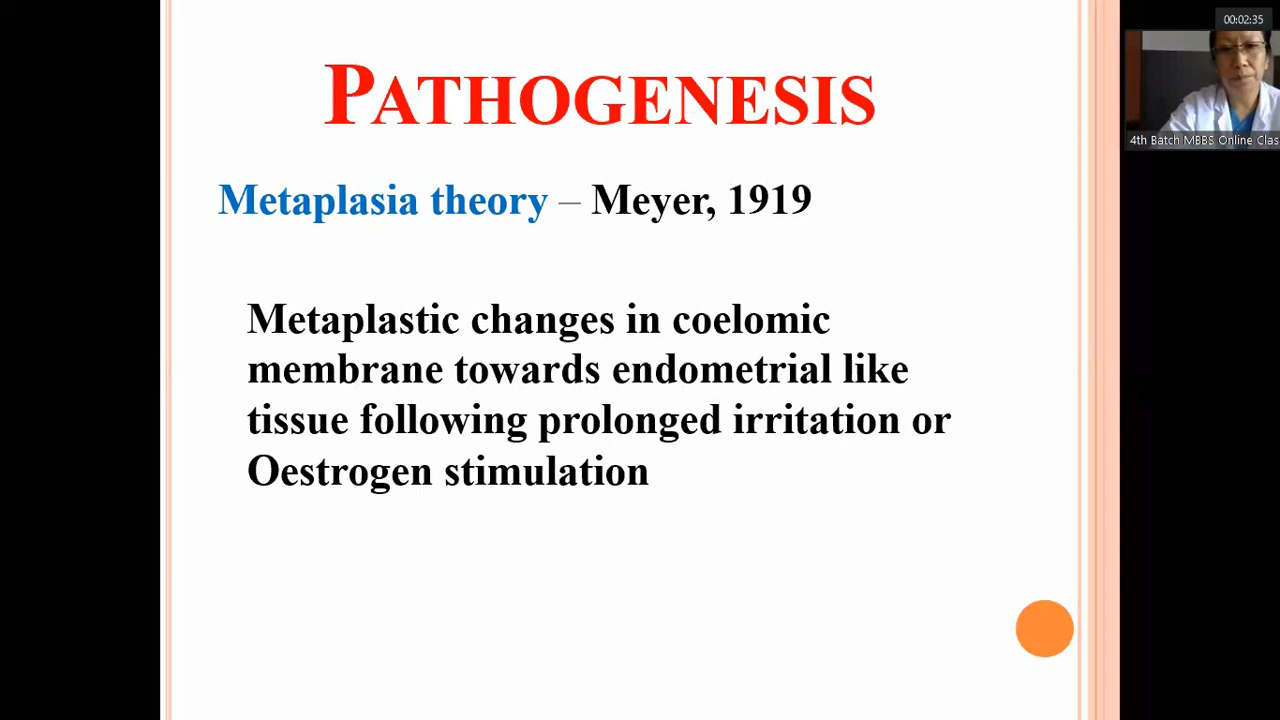 00:02:35
PATHOGENESIS
4th Batch MBBS Online Clas
Metaplasia theory – Meyer, 1919
Metaplastic changes in coelomic
membrane towards endometrial like
tissue following prolonged irritation or
Oestrogen stimulation